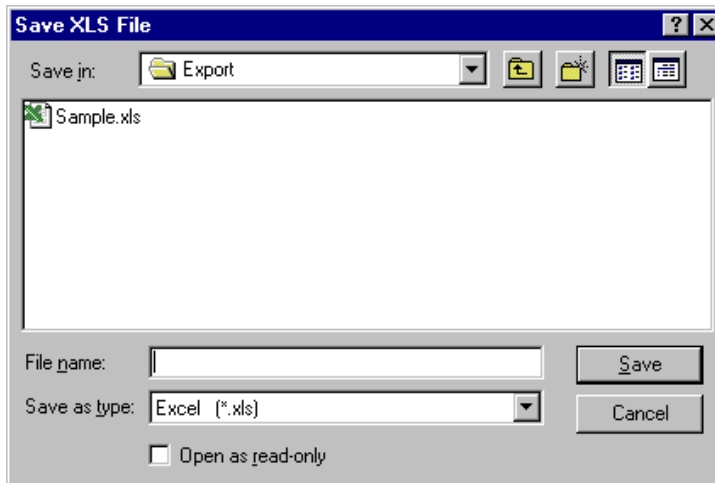 Save XLS File
Save in: Export
Sample.xls
File name:
Save
Save as type: Excel (*.xls)
Cancel
Open as read-only